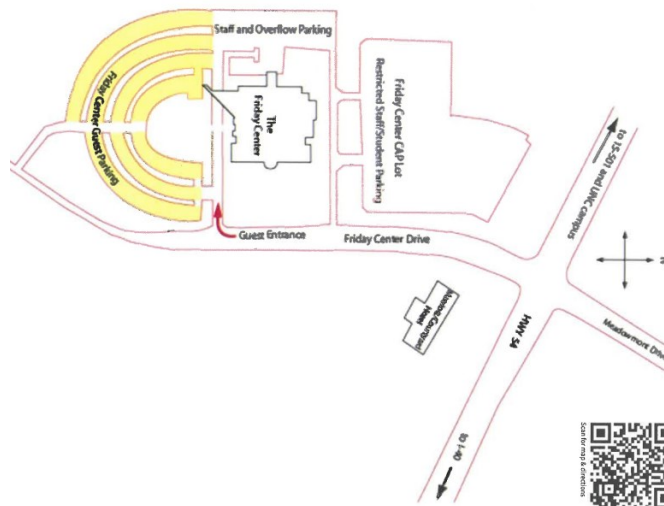 Staff and Overflow Parking
Friday Center Guest Parking
The
Friday Center
Friday Center CAP Lot
Restricted Staff/Student Parking
to 15-501 and UNC campus
Guest Entrance
Friday Center Drive
Hotel
HWY 54
Meadowmont Drive
to I-40
Scan for map & directions